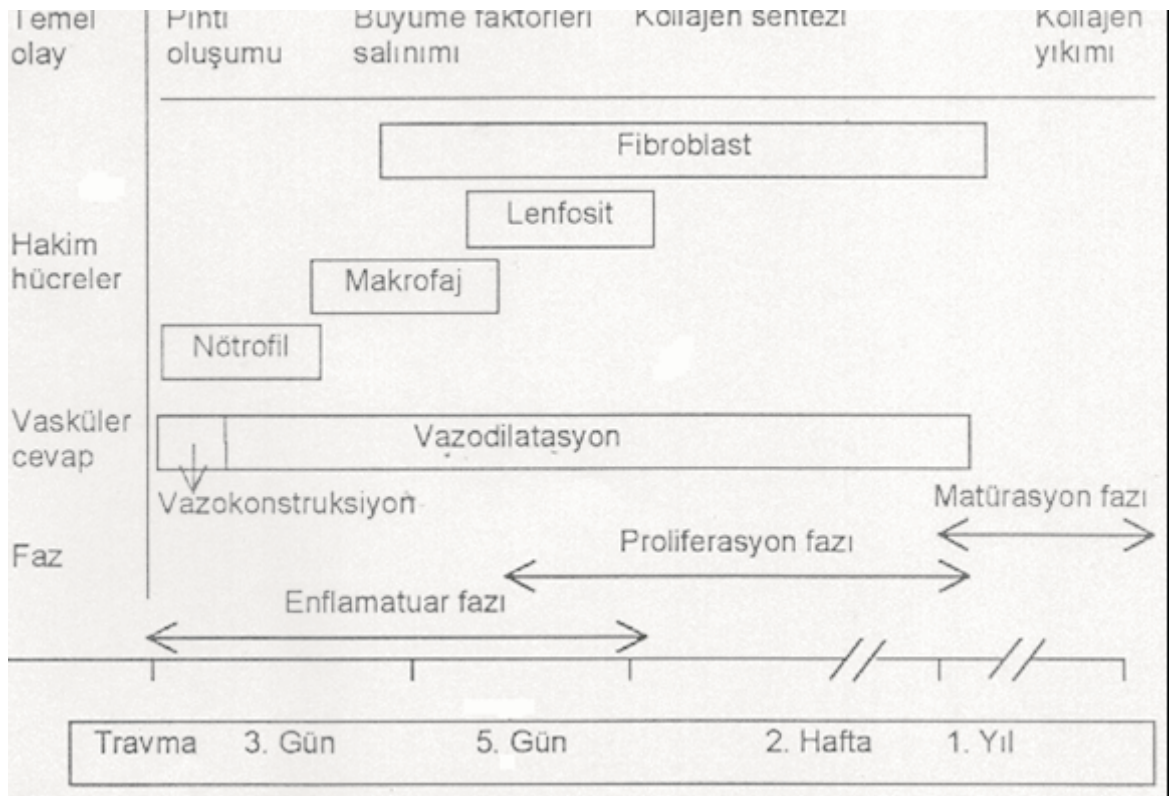 Temel
olay
Pıhtı
oluşumu
Büyüme faktörleri
salınımı
Kollajen sentezi
Kollajen
yıkımı
Fibroblast
Lenfosit
Hakim
hücreler
Makrofaj
Nötrofil
Vasküler
cevap
Vazodilatasyon
Vazokonstruksiyon
Matürasyon fazı
Faz
Proliferasyon fazı
Enflamatuar fazı
Travma 3. Gün 5. Gün 2. Hafta 1. Yıl